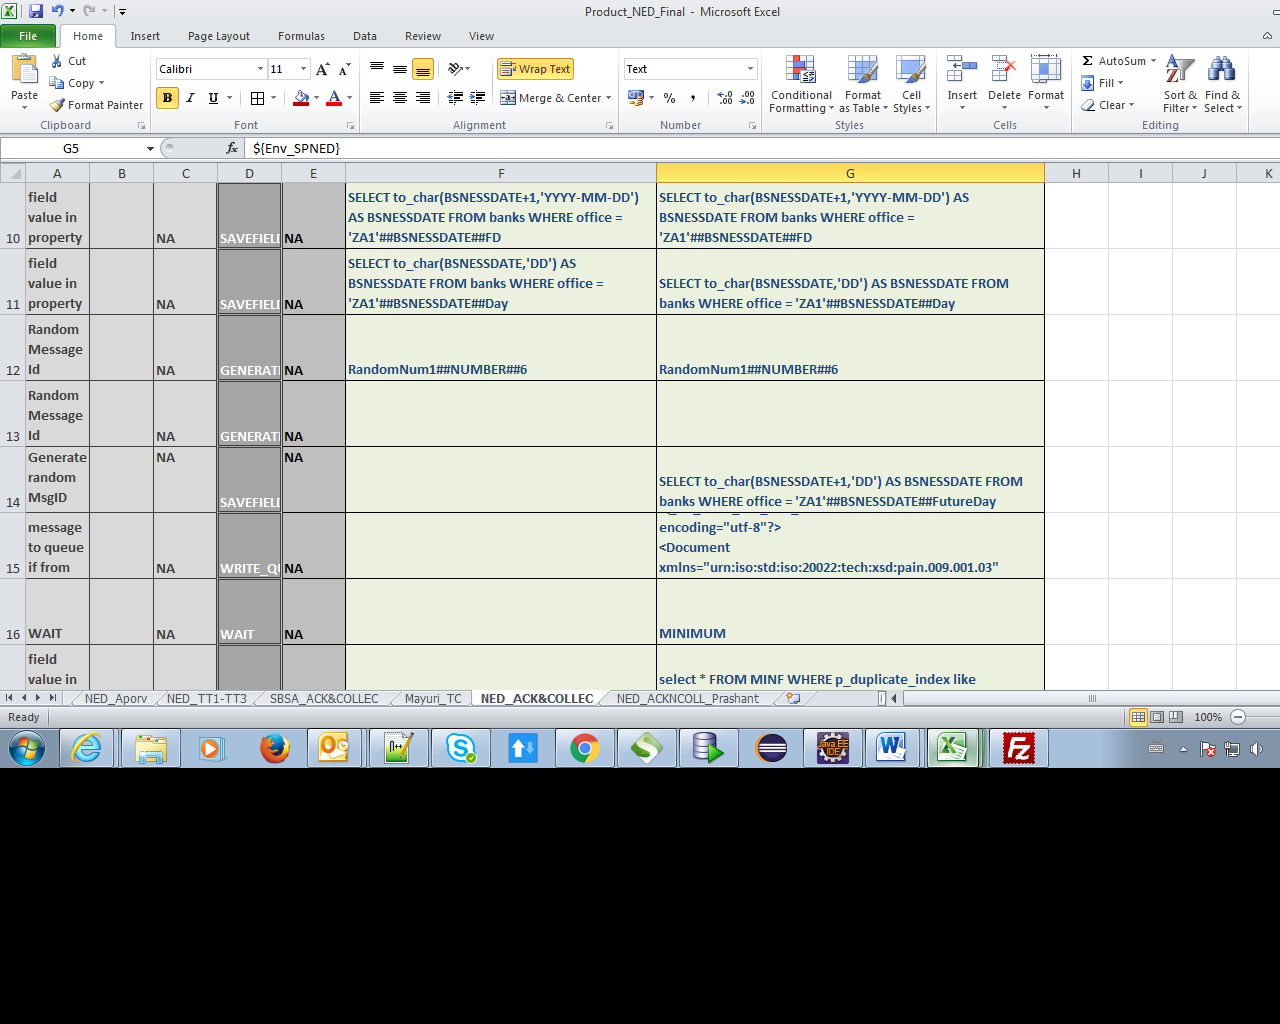 Product_NED_Final - Microsoft Excel
File Home Insert Page Layout Formulas Data Review View
Paste
Cut
Copy
Format Painter
Clipboard
Calibri 11
B I U
Font
Wrap Text
Merge & Center
Alignment
Text
Number
Conditional Formatting
Format as Table
Cell Styles
Styles
Insert Delete Format
Cells
AutoSum
Fill
Clear
Sort & Filter
Find & Select
Editing
G5 fx ${Env_SPNED}
A B C D E F G H I J K
10
field
value in
property
NA
SAVEFIELD
NA
SELECT to_char(BSNESSDATE+1,'YYYY-MM-DD')
AS BSNESSDATE FROM banks WHERE office =
'ZA1'##BSNESSDATE##FD
SELECT to_char(BSNESSDATE+1,'YYYY-MM-DD') AS
BSNESSDATE FROM banks WHERE office =
'ZA1'##BSNESSDATE##FD
11
field
value in
property
NA
SAVEFIELD
NA
SELECT to_char(BSNESSDATE,'DD') AS
BSNESSDATE FROM banks WHERE office =
'ZA1'##BSNESSDATE##Day
SELECT to_char(BSNESSDATE,'DD') AS BSNESSDATE FROM
banks WHERE office = 'ZA1'##BSNESSDATE##Day
12
Random
Message
Id
NA
GENERAT
NA
RandomNum1##NUMBER##6
RandomNum1##NUMBER##6
13
Random
Message
Id
NA
GENERAT
NA
14
Generate
random
MsgID
NA
SAVEFIELD
NA
SELECT to_char(BSNESSDATE+1,'DD') AS BSNESSDATE FROM
banks WHERE office = 'ZA1'##BSNESSDATE##FutureDay
15
message
to queue
if from
NA
WRITE_QU
NA
encoding="utf-8"?>
<Document
xmlns="urn:iso:std:iso:20022:tech:xsd:pain.009.001.03"
16
WAIT
NA
WAIT
NA
MINIMUM
field
value in
select * FROM MINF WHERE p_duplicate_index like
NED_Aporv NED_TT1-TT3 SBSA_ACK&COLLEC Mayuri_TC NED_ACK&COLLEC NED_ACKNCOLL_Prashant
Ready 100%
Java EE
IDE